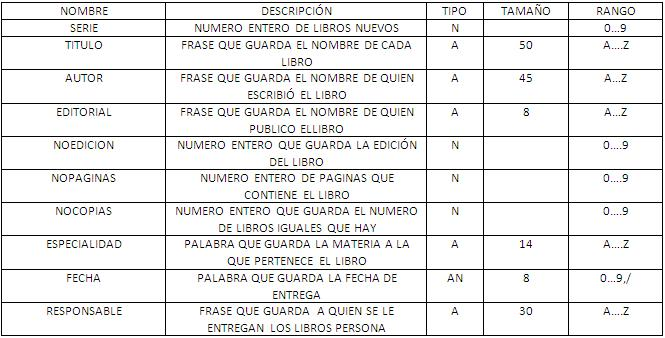 NOMBRE DESCRIPCIÓN TIPO TAMAÑO RANGO
SERIE NUMERO ENTERO DE LIBROS NUEVOS N 0...9
TITULO FRASE QUE GUARDA EL NOMBRE DE CADA A 50 A....Z
LIBRO
AUTOR FRASE QUE GUARDA EL NOMBRE DE QUIEN A 45 A...Z
ESCRIBIÓ EL LIBRO
EDITORIAL FRASE QUE GUARDA EL NOMBRE DE QUIEN A 8 A...Z
PUBLICO ELLIBRO
NOEDICION NUMERO ENTERO QUE GUARDA LA EDICIÓN N 0....9
DEL LIBRO
NOPAGINAS NUMERO ENTERO DE PAGINAS QUE N 0....9
CONTIENE EL LIBRO
NOCOPIAS NUMERO ENTERO QUE GUARDA EL NUMERO N 0....9
DE LIBROS IGUALES QUE HAY
ESPECIALIDAD PALABRA QUE GUARDA LA MATERIA A LA A 14 A....Z
QUE PERTENECE EL LIBRO
FECHA PALABRA QUE GUARDA LA FECHA DE AN 8 0...9,/
ENTREGA
RESPONSABLE FRASE QUE GUARDA A QUIEN SE LE A 30 A....Z
ENTREGAN LOS LIBROS PERSONA